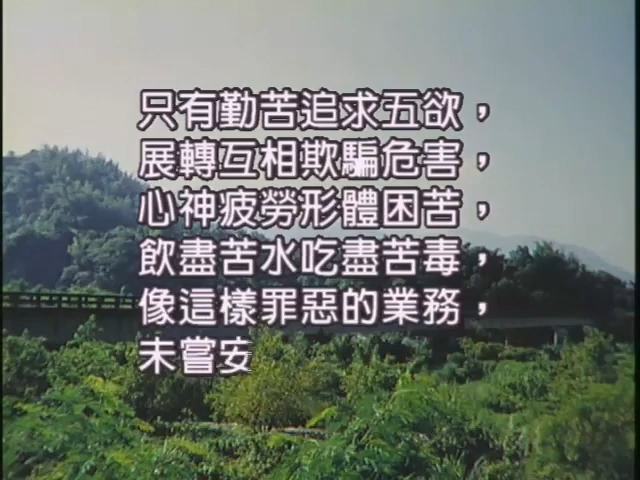 只有勤苦追求五欲，
展轉互相欺騙危害，
心神疲勞形體困苦，
飲盡苦水吃盡苦毒，
像這樣罪惡的業務，
未嘗安